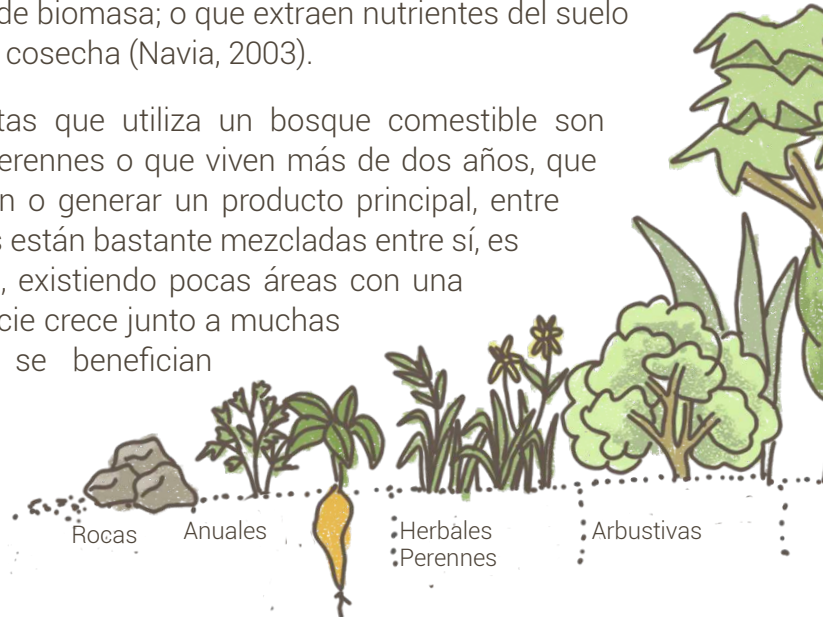 de biomasa; o que extraen nutrientes del suelo
cosecha (Navia, 2003).
tas que utiliza un bosque comestible son
erennes o que viven más de dos años, que
n o generar un producto principal, entre
s están bastante mezcladas entre sí, es
, existiendo pocas áreas con una
cie crece junto a muchas
se benefician
Rocas
Anuales
Herbales
Perennes
Arbustivas